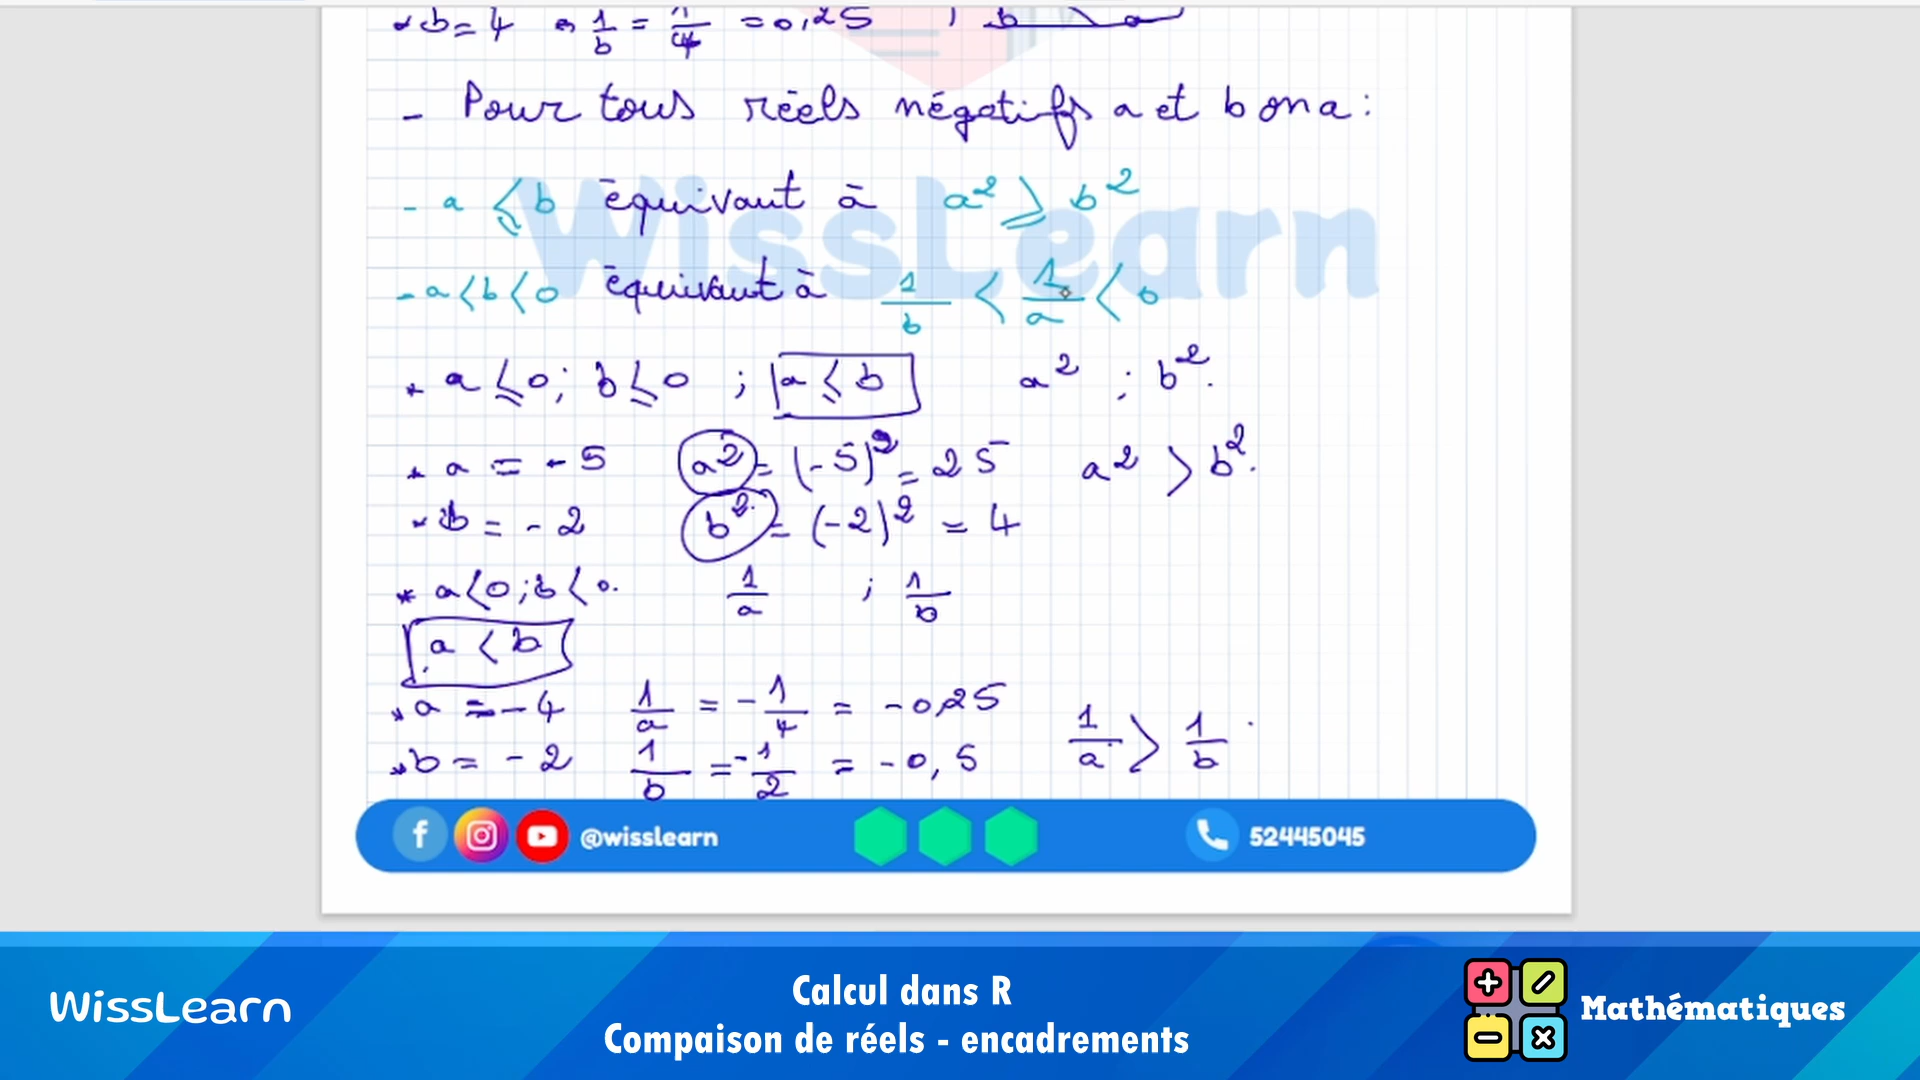 b = 4 1/b = 1/4 = 0,25 ; b a
- Pour tous réels négatifs a et b on a :
- a ⩽ b équivaut à a² ⩾ b²
- a < b < 0 équivaut à 1/b < 1/a < 0
* a ⩽ 0 ; b ⩽ 0 ; a ⩽ b a² ; b².
* a = -5 a² = (-5)² = 25 a² > b².
* b = -2 b² = (-2)² = 4
* a < 0 ; b < 0. 1/a ; 1/b
a < b
* a = -4 1/a = -1/4 = -0,25
* b = -2 1/b = -1/2 = -0,5 1/a > 1/b.
WissLearn
@wisslearn 52445045
WissLearn
Calcul dans R
Compaison de réels - encadrements
Mathématiques